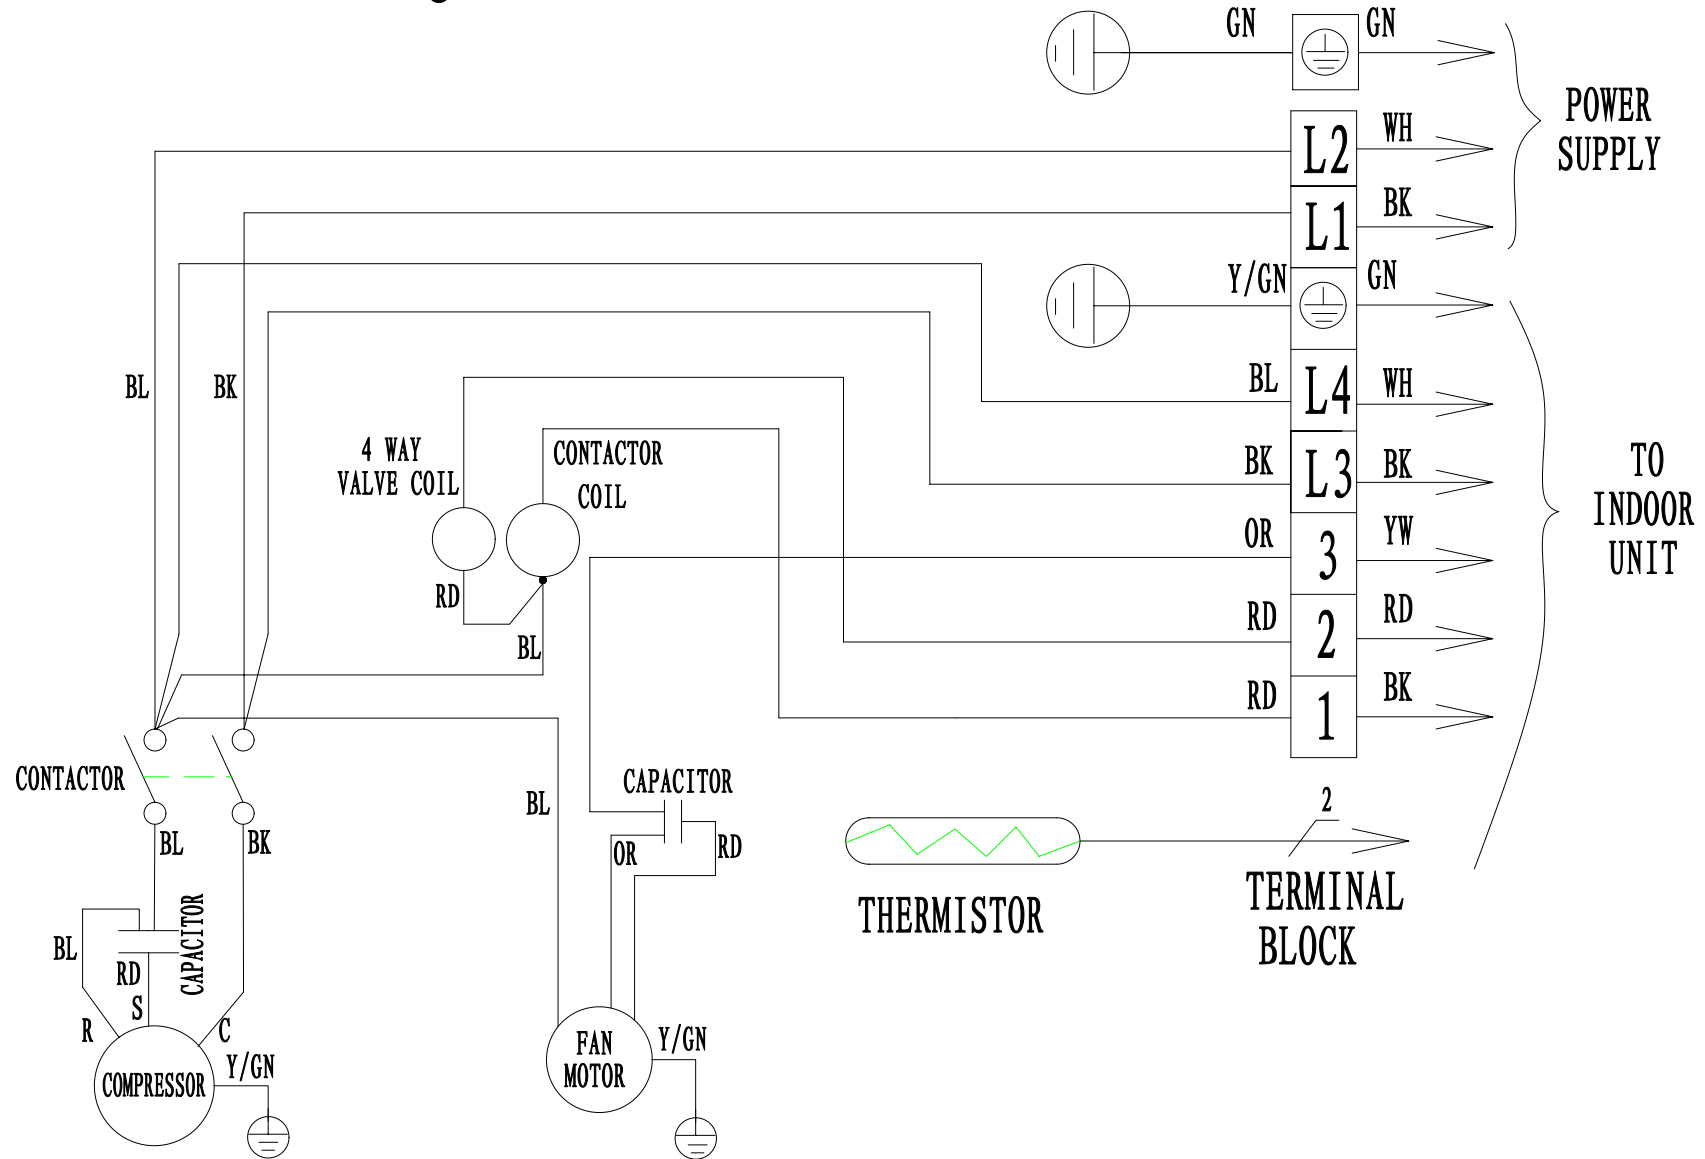 GN
GN
POWER
SUPPLY
L2
WH
L1
BK
Y/GN
GN
BL
BK
BL
L4
WH
4 WAY
VALVE COIL
CONTACTOR
COIL
BK
L3
BK
TO
INDOOR
UNIT
OR
3
YW
RD
BL
RD
2
RD
RD
1
BK
CONTACTOR
BL
BK
BL
CAPACITOR
OR
RD
2
THERMISTOR
TERMINAL
BLOCK
BL
RD
CAPACITOR
S
R
C
COMPRESSOR
Y/GN
FAN
MOTOR
Y/GN